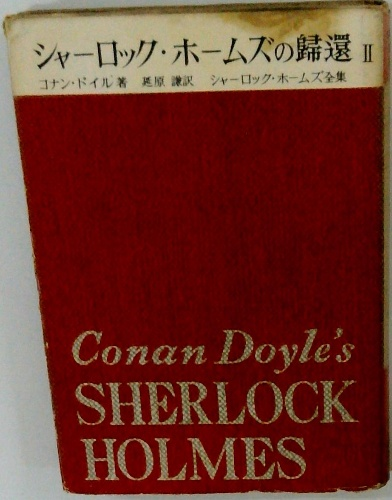 シャーロック・ホームズの歸還 II
コナン・ドイル著 延原 謙訳 シャーロック・ホームズ全集
Conan Doyle's
SHERLOCK
HOLMES